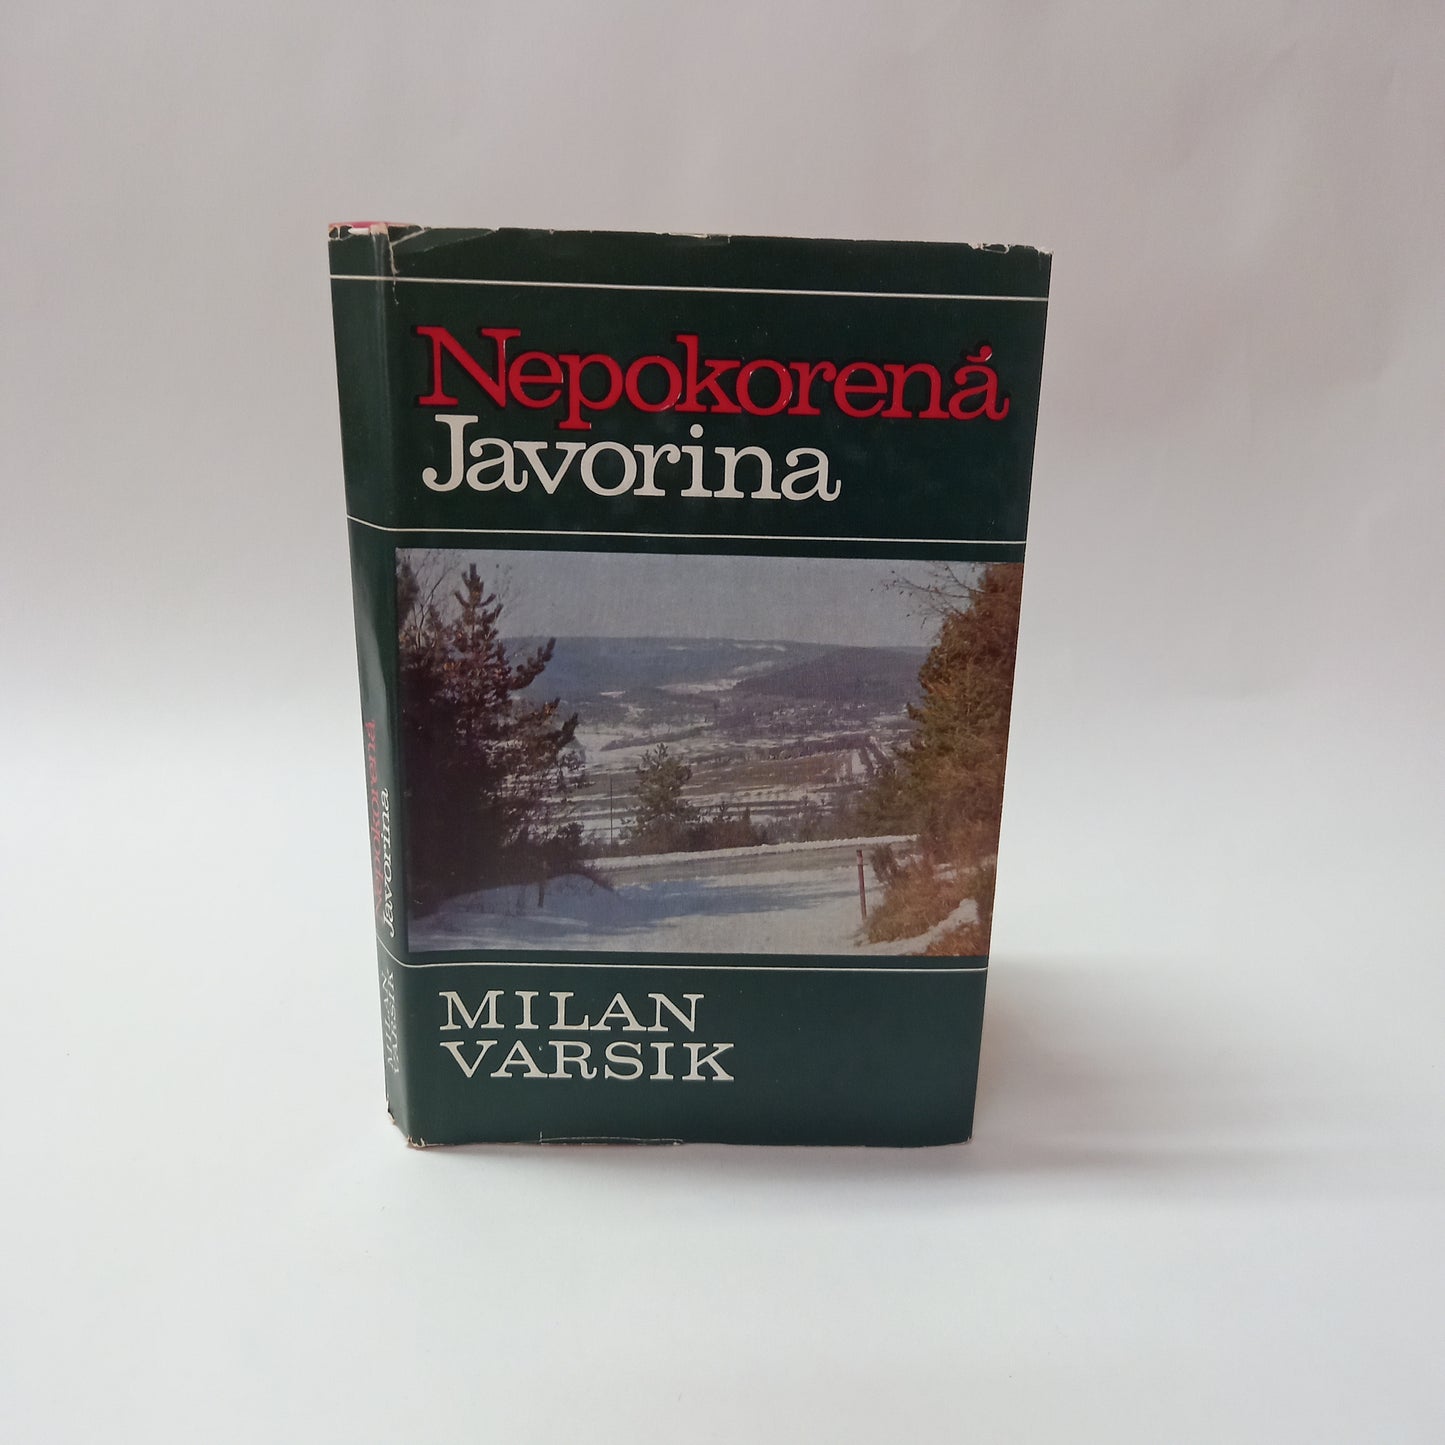 Nepokorená
Javorina
MILAN
VARSIK
Nepokorená
Javorina
MILAN
VARSIK